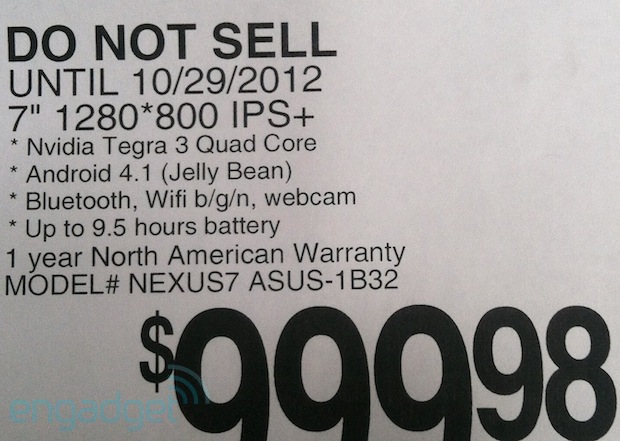 DO NOT SELL
UNTIL 10/29/2012
7" 1280*800 IPS+
* Nvidia Tegra 3 Quad Core
* Android 4.1 (Jelly Bean)
* Bluetooth, Wifi b/g/n, webcam
* Up to 9.5 hours battery
1 year North American Warranty
MODEL# NEXUS7 ASUS-1B32
$99998
engadget